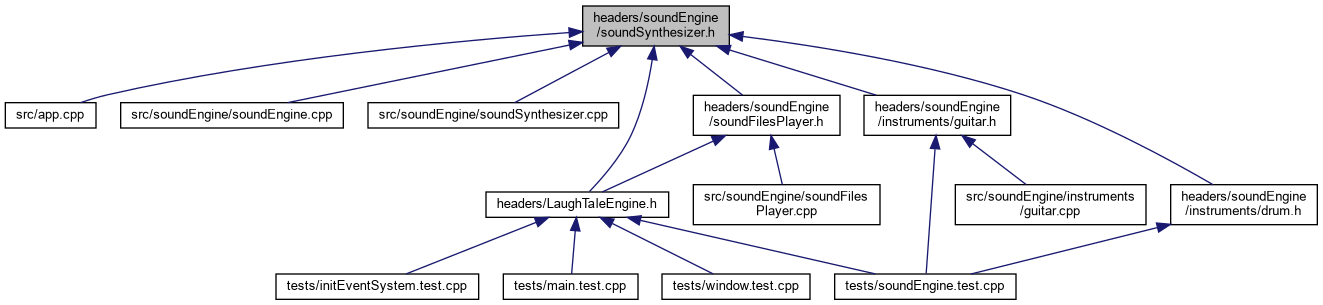 headers/soundEngine
/soundSynthesizer.h
src/app.cpp
src/soundEngine/soundEngine.cpp
src/soundEngine/soundSynthesizer.cpp
headers/soundEngine
/soundFilesPlayer.h
headers/soundEngine
/instruments/guitar.h
headers/LaughTaleEngine.h
src/soundEngine/soundFiles
Player.cpp
src/soundEngine/instruments
/guitar.cpp
headers/soundEngine
/instruments/drum.h
tests/initEventSystem.test.cpp
tests/main.test.cpp
tests/window.test.cpp
tests/soundEngine.test.cpp